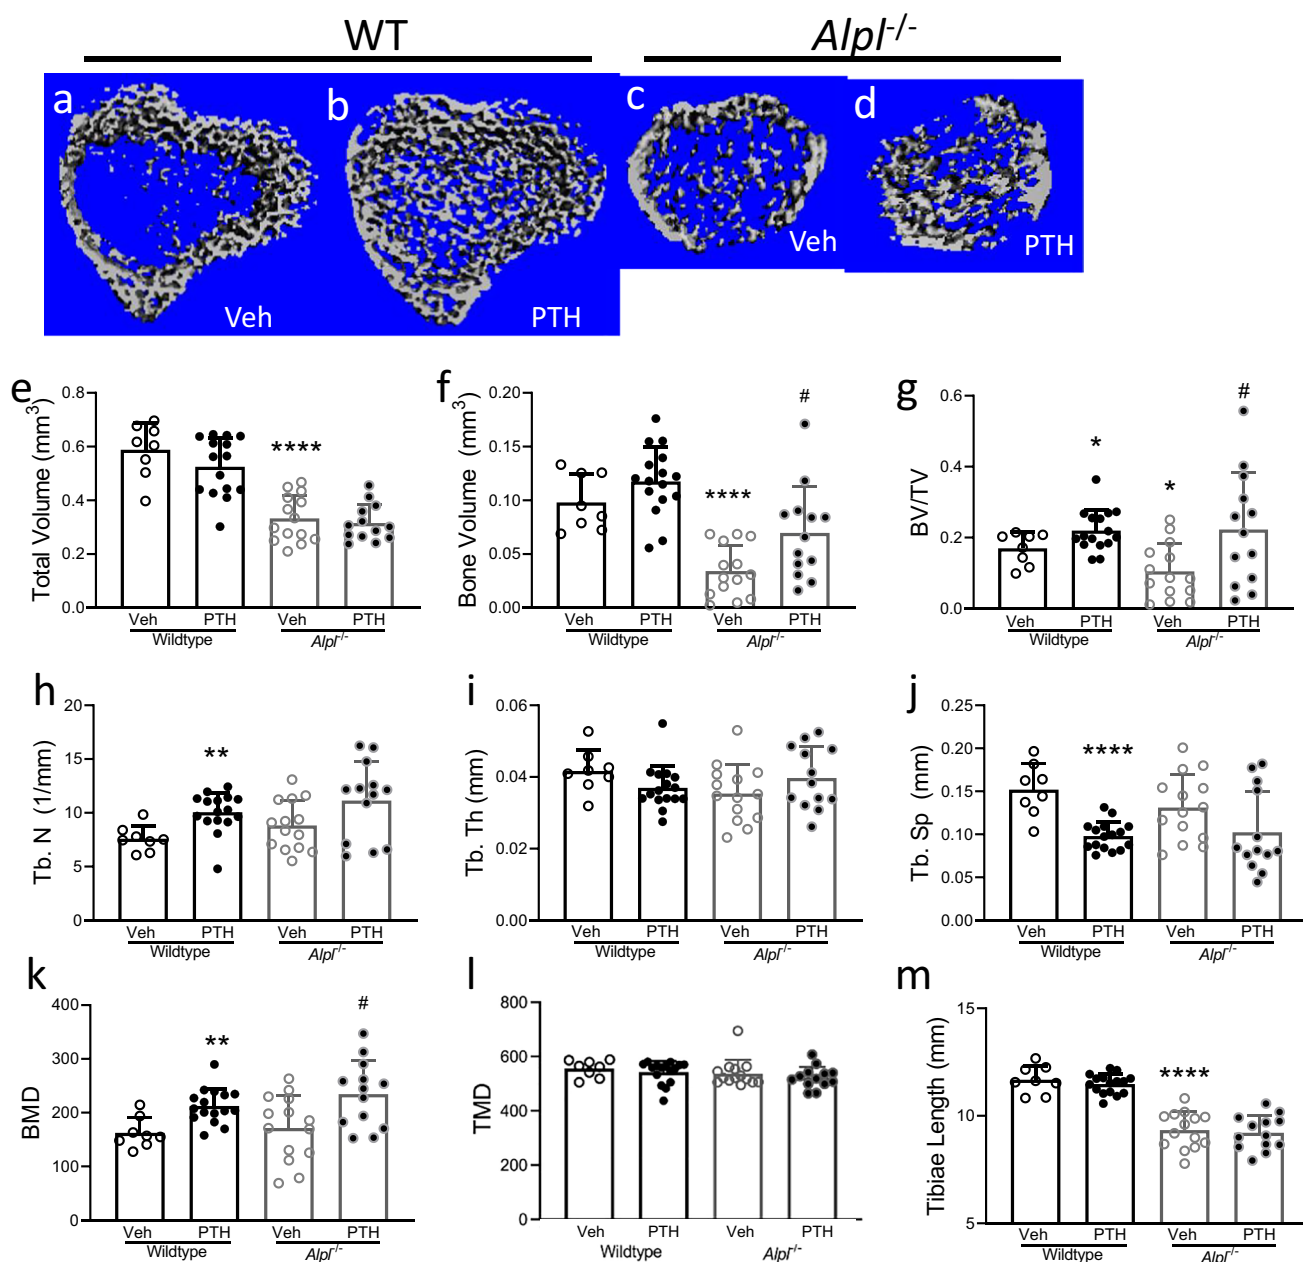 WT
Alpl-/-
a
b
c
d
Veh
PTH
Veh
PTH
e
Total Volume (mm3)
0.8
0.6
0.4
0.2
0.0
****
Veh
PTH
Veh
PTH
Wildtype
Alpl-/-
f
Bone Volume (mm3)
0.20
0.15
0.10
0.05
0.00
****
#
Veh
PTH
Veh
PTH
Wildtype
Alpl-/-
g
BV/TV
0.6
0.4
0.2
0.0
*
*
#
Veh
PTH
Veh
PTH
Wildtype
Alpl-/-
h
Tb. N (1/mm)
20
15
10
5
0
**
Veh
PTH
Veh
PTH
Wildtype
Alpl-/-
i
Tb. Th (mm)
0.06
0.04
0.02
0.00
Veh
PTH
Veh
PTH
Wildtype
Alpl-/-
j
Tb. Sp (mm)
0.25
0.20
0.15
0.10
0.05
0.00
****
Veh
PTH
Veh
PTH
Wildtype
Alpl-/-
k
BMD
400
300
200
100
0
**
#
Veh
PTH
Veh
PTH
Wildtype
Alpl-/-
l
TMD
800
600
400
200
0
Veh
PTH
Veh
PTH
Wildtype
Alpl-/-
m
Tibiae Length (mm)
15
10
5
****
Veh
PTH
Veh
PTH
Wildtype
Alpl-/-